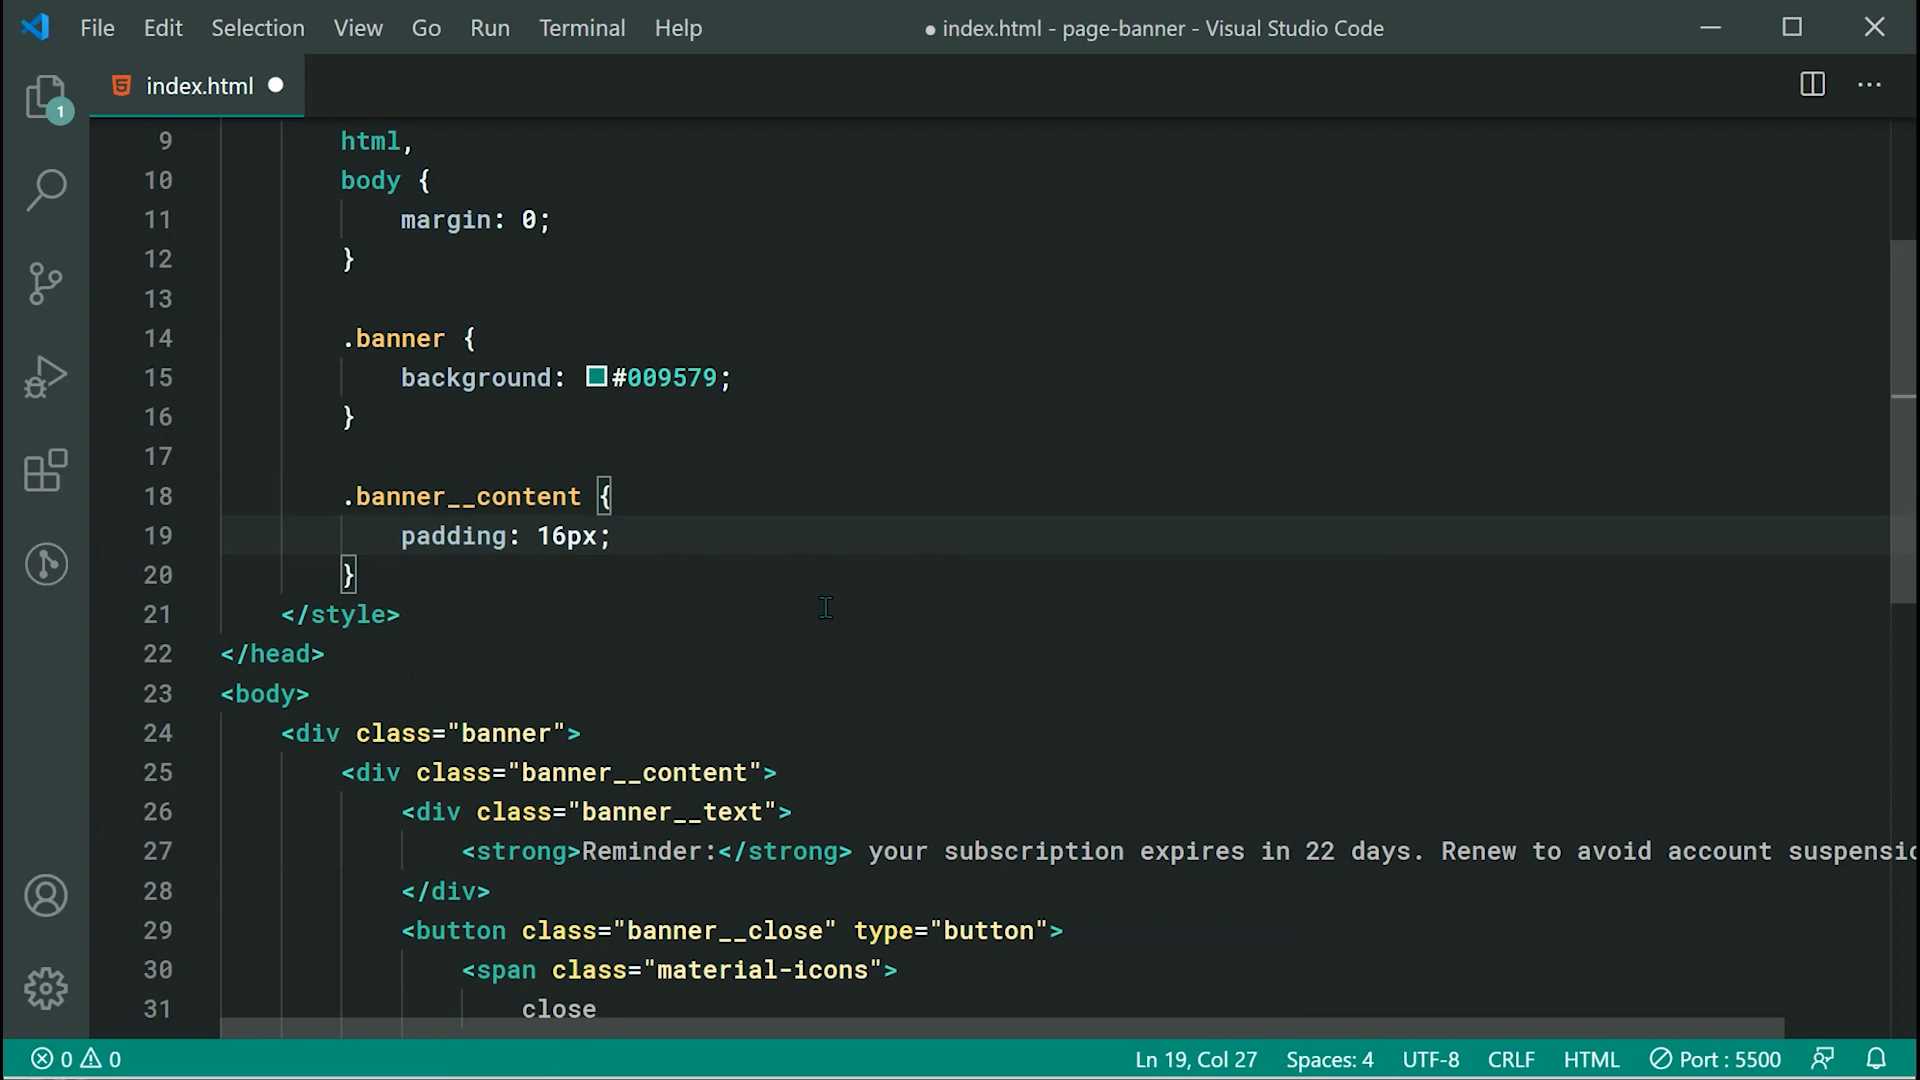 File Edit Selection View Go Run Terminal Help ● index.html - page-banner - Visual Studio Code
index.html
1
9 html,
10 body {
11 margin: 0;
12 }
13
14 .banner {
15 background: #009579;
16 }
17
18 .banner__content {
19 padding: 16px;
20 }
21 </style>
22 </head>
23 <body>
24 <div class="banner">
25 <div class="banner__content">
26 <div class="banner__text">
27 <strong>Reminder:</strong> your subscription expires in 22 days. Renew to avoid account suspensio
28 </div>
29 <button class="banner__close" type="button">
30 <span class="material-icons">
31 close
0 0 Ln 19, Col 27 Spaces: 4 UTF-8 CRLF HTML Port : 5500